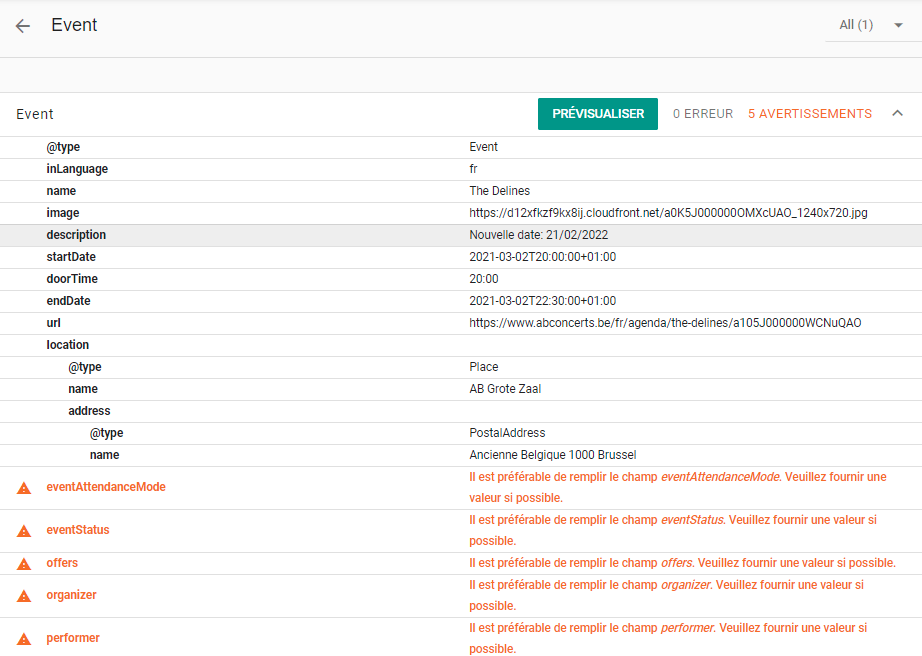 Event
All (1)
Event
PRÉVISUALISER
0 ERREUR
5 AVERTISSEMENTS
@type Event
inLanguage fr
name The Delines
image https://d12xfkzf9kx8ij.cloudfront.net/a0K5J000000OMXcUAO_1240x720.jpg
description Nouvelle date: 21/02/2022
startDate 2021-03-02T20:00:00+01:00
doorTime 20:00
endDate 2021-03-02T22:30:00+01:00
url https://www.abconcerts.be/fr/agenda/the-delines/a105J000000WCNuQAO
location
@type Place
name AB Grote Zaal
address
@type PostalAddress
name Ancienne Belgique 1000 Brussel
eventAttendanceMode Il est préférable de remplir le champ eventAttendanceMode. Veuillez fournir une
valeur si possible.
eventStatus Il est préférable de remplir le champ eventStatus. Veuillez fournir une valeur si
possible.
offers Il est préférable de remplir le champ offers. Veuillez fournir une valeur si possible.
organizer Il est préférable de remplir le champ organizer. Veuillez fournir une valeur si
possible.
performer Il est préférable de remplir le champ performer. Veuillez fournir une valeur si
possible.